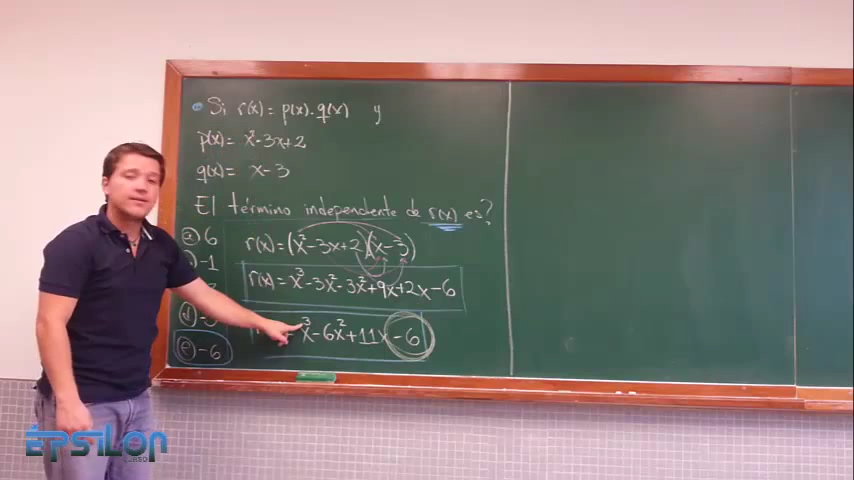 Si r(x) = p(x) · q(x) y
p(x) = x² - 3x + 2
q(x) = x - 3
El término independente de r(x) es?
a) 6
r(x) = (x² - 3x + 2)(x - 3)
-1
r(x) = x³ - 3x² - 3x² + 9x + 2x - 6
d)
x³ - 6x² + 11x - 6
e) -6
EPSILON